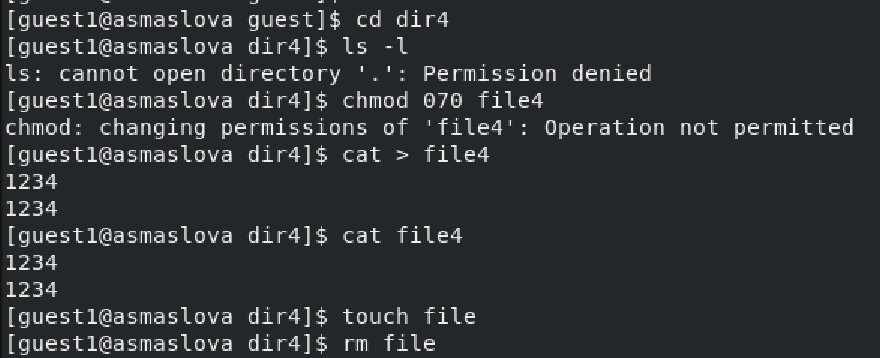 [guest1@asmaslova guest]$ cd dir4
[guest1@asmaslova dir4]$ ls -l
ls: cannot open directory '.': Permission denied
[guest1@asmaslova dir4]$ chmod 070 file4
chmod: changing permissions of 'file4': Operation not permitted
[guest1@asmaslova dir4]$ cat > file4
1234
1234
[guest1@asmaslova dir4]$ cat file4
1234
1234
[guest1@asmaslova dir4]$ touch file
[guest1@asmaslova dir4]$ rm file